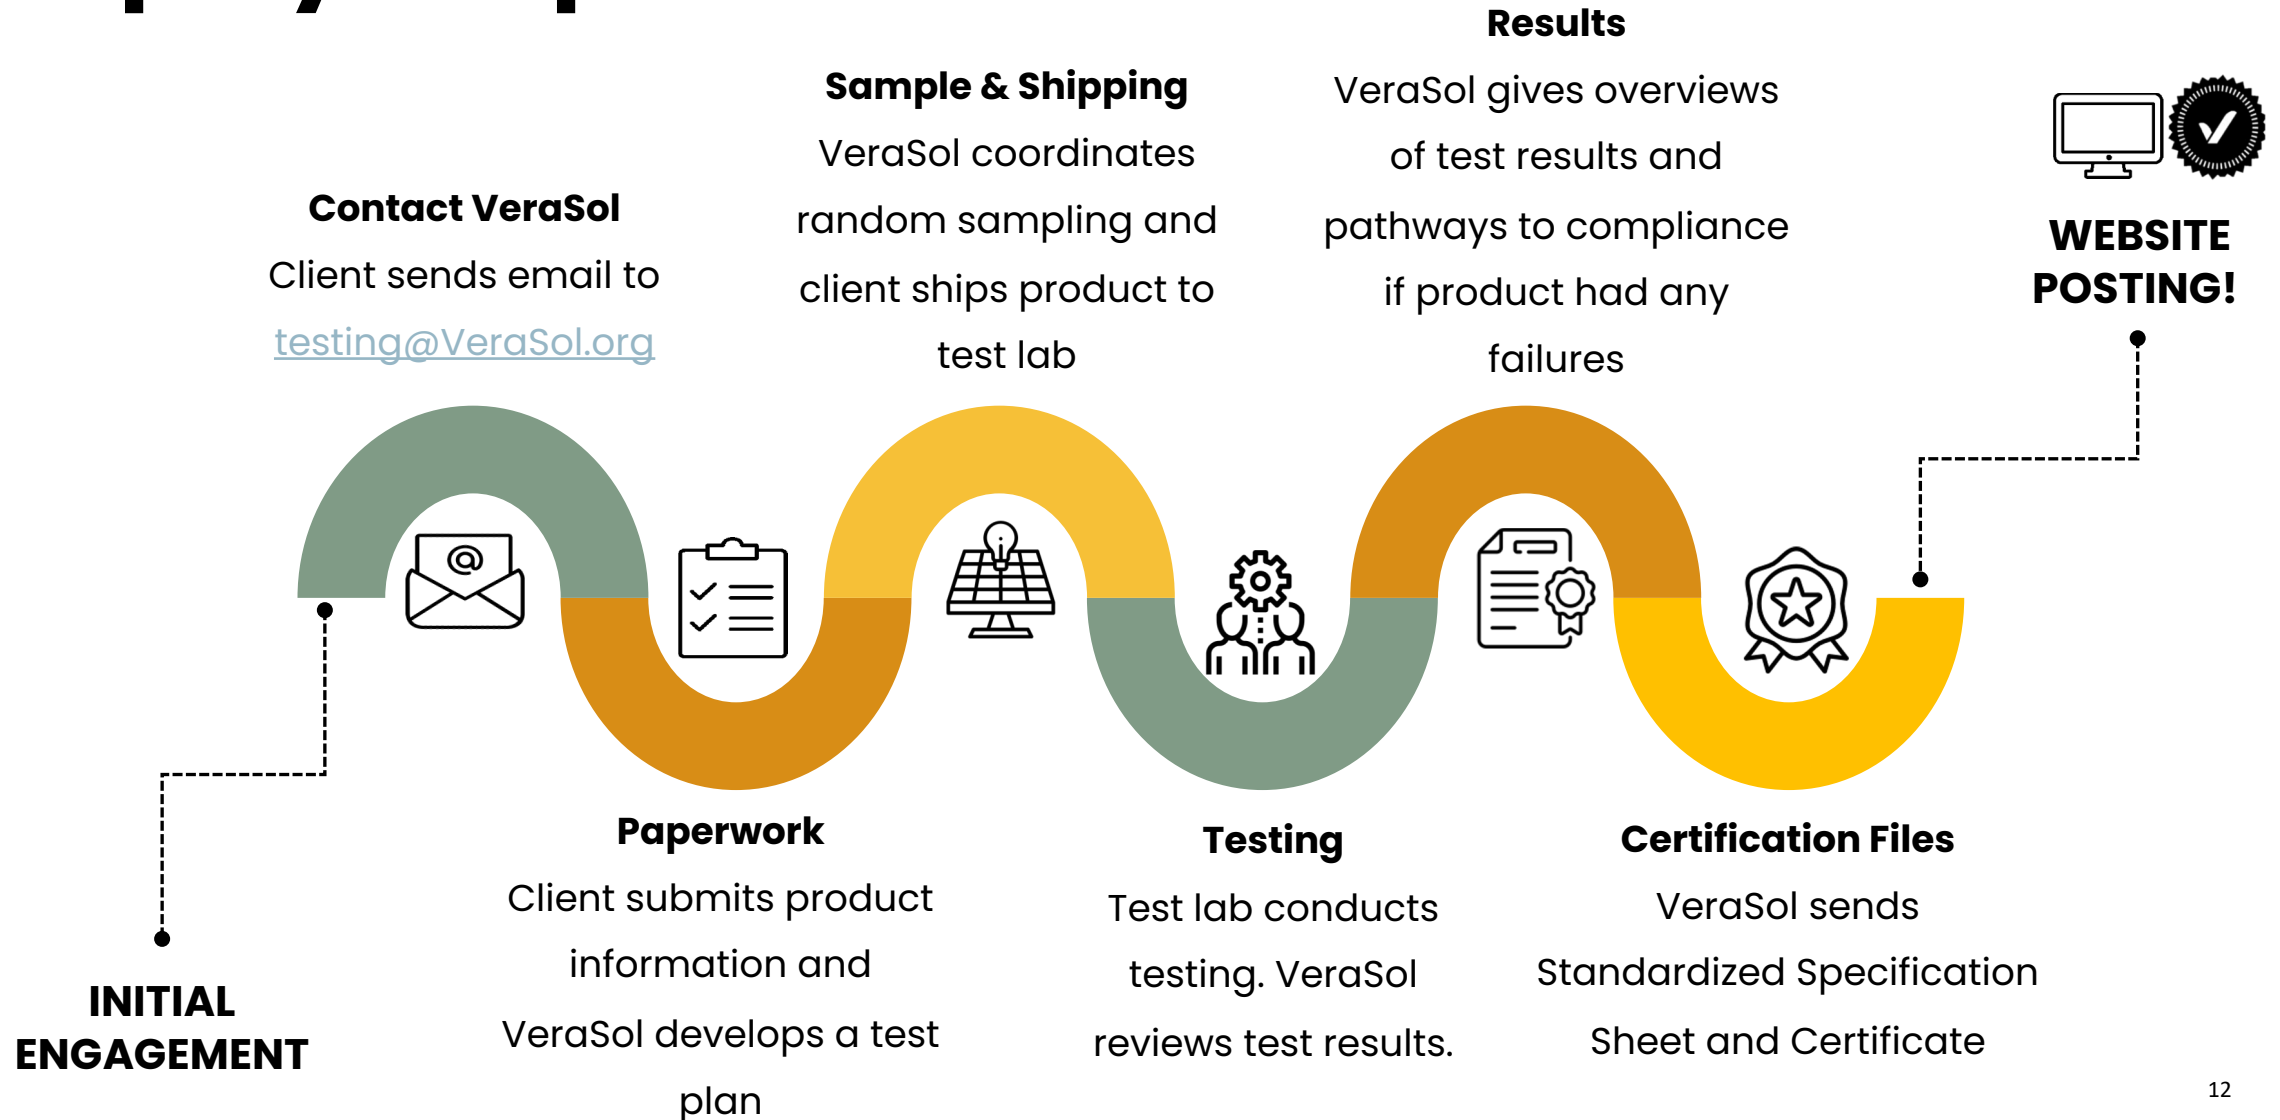 Contact VeraSol
Client sends email to
testing@VeraSol.org
Sample & Shipping
VeraSol coordinates
random sampling and
client ships product to
test lab
Results
VeraSol gives overviews
of test results and
pathways to compliance
if product had any
failures
WEBSITE
POSTING!
@
INITIAL
ENGAGEMENT
Paperwork
Client submits product
information and
VeraSol develops a test
plan
Testing
Test lab conducts
testing. VeraSol
reviews test results.
Certification Files
VeraSol sends
Standardized Specification
Sheet and Certificate
12